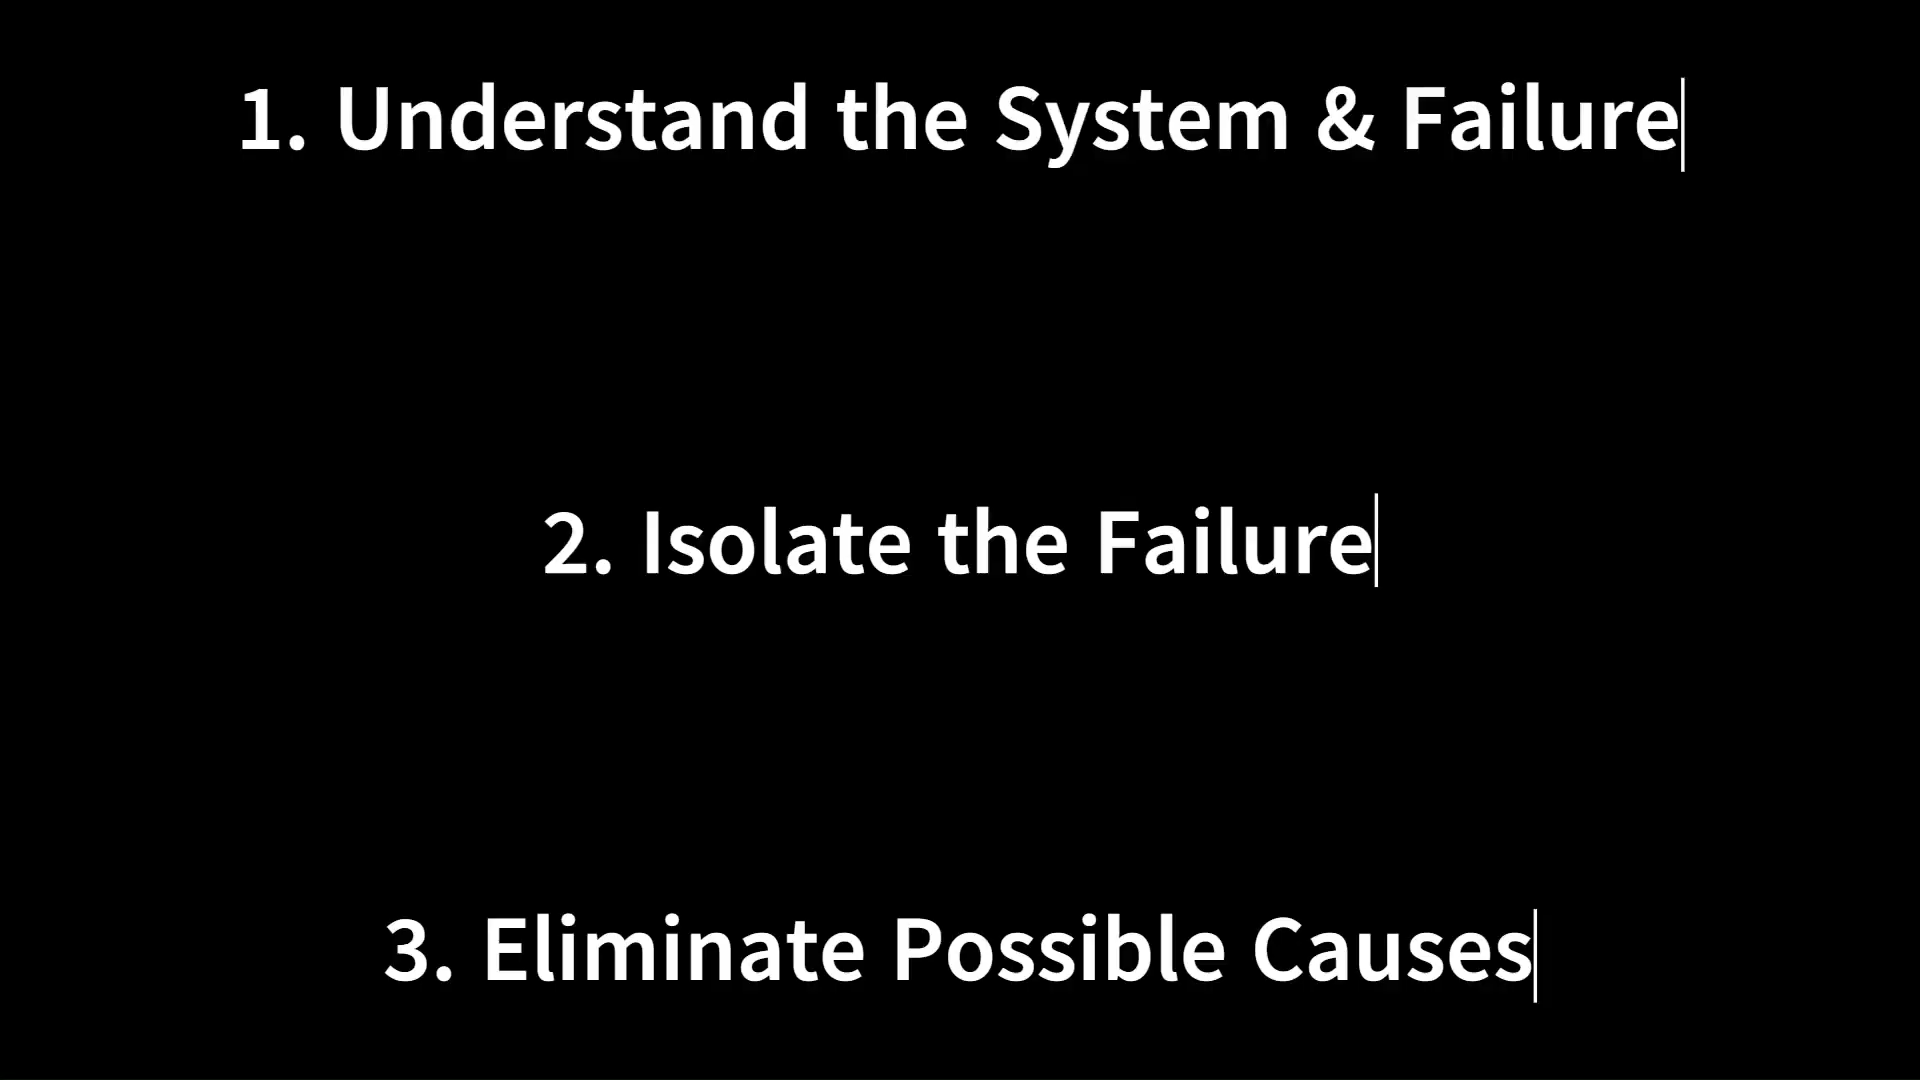 1. Understand the System & Failure
2. Isolate the Failure
3. Eliminate Possible Causes